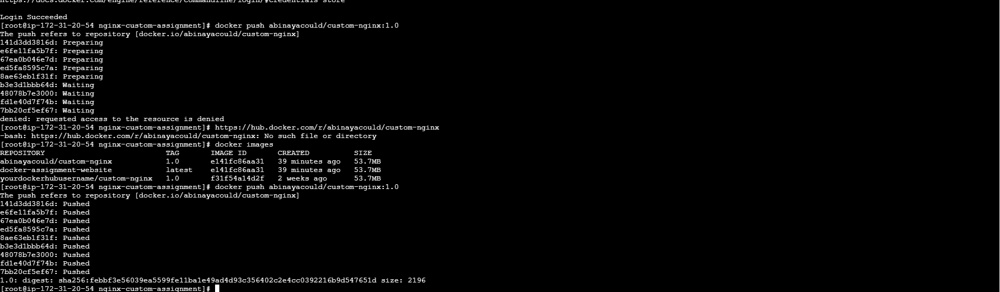 https://docs.docker.com/engine/reference/commandline/login/#credentials-store
Login Succeeded
[root@ip-172-31-20-54 nginx-custom-assignment]# docker push abinayacould/custom-nginx:1.0
The push refers to repository [docker.io/abinayacould/custom-nginx]
141d3dd3816d: Preparing
e6fe11fa5b7f: Preparing
67ea0b046e7d: Preparing
ed5fa8595c7a: Preparing
8ae63eb1f31f: Preparing
b3e3d1bbb64d: Waiting
48078b7e3000: Waiting
fd1e40d7f74b: Waiting
7bb20cf5ef67: Waiting
denied: requested access to the resource is denied
[root@ip-172-31-20-54 nginx-custom-assignment]# https://hub.docker.com/r/abinayacould/custom-nginx
-bash: https://hub.docker.com/r/abinayacould/custom-nginx: No such file or directory
[root@ip-172-31-20-54 nginx-custom-assignment]# docker images
REPOSITORY TAG IMAGE ID CREATED SIZE
abinayacould/custom-nginx 1.0 e141fc86aa31 39 minutes ago 53.7MB
docker-assignment-website latest e141fc86aa31 39 minutes ago 53.7MB
yourdockerhubusername/custom-nginx 1.0 f31f54a14d2f 2 weeks ago 53.7MB
[root@ip-172-31-20-54 nginx-custom-assignment]# docker push abinayacould/custom-nginx:1.0
The push refers to repository [docker.io/abinayacould/custom-nginx]
141d3dd3816d: Pushed
e6fe11fa5b7f: Pushed
67ea0b046e7d: Pushed
ed5fa8595c7a: Pushed
8ae63eb1f31f: Pushed
b3e3d1bbb64d: Pushed
48078b7e3000: Pushed
fd1e40d7f74b: Pushed
7bb20cf5ef67: Pushed
1.0: digest: sha256:febbf3e56039ea5599fe11ba1e49ad4d93c356402c2e4cc0392216b9d547651d size: 2196
[root@ip-172-31-20-54 nginx-custom-assignment]#